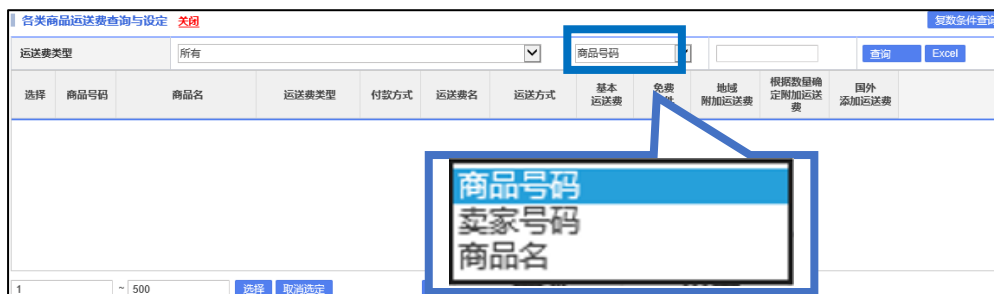 各类商品运送费查询与设定 关闭 复数条件查询
运送费类型 所有 商品号码 查询 Excel
选择 商品号码 商品名 运送费类型 付款方式 运送费名 运送方式 基本运送费 免费 地域附加运送费 根据数量确定附加运送费 国外添加运送费
商品号码
卖家号码
商品名
1 ~ 500 选择 取消选定